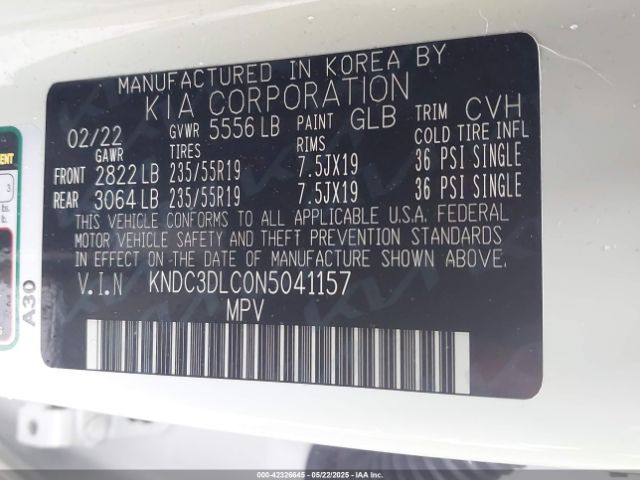 MANUFACTURED IN KOREA BY
KIA CORPORATION
02/22 GVWR 5556 LB PAINT GLB TRIM CVH
GAWR TIRES RIMS COLD TIRE INFL
FRONT 2822 LB 235/55R19 7.5JX19 36 PSI SINGLE
REAR 3064 LB 235/55R19 7.5JX19 36 PSI SINGLE
THIS VEHICLE CONFORMS TO ALL APPLICABLE U.S.A. FEDERAL
MOTOR VEHICLE SAFETY AND THEFT PREVENTION STANDARDS
IN EFFECT ON THE DATE OF MANUFACTURE SHOWN ABOVE.
V.I.N KNDC3DLC0N5041157
MPV
A30
3
lb.
000-42326645 - 05/22/2025 - IAA Inc.